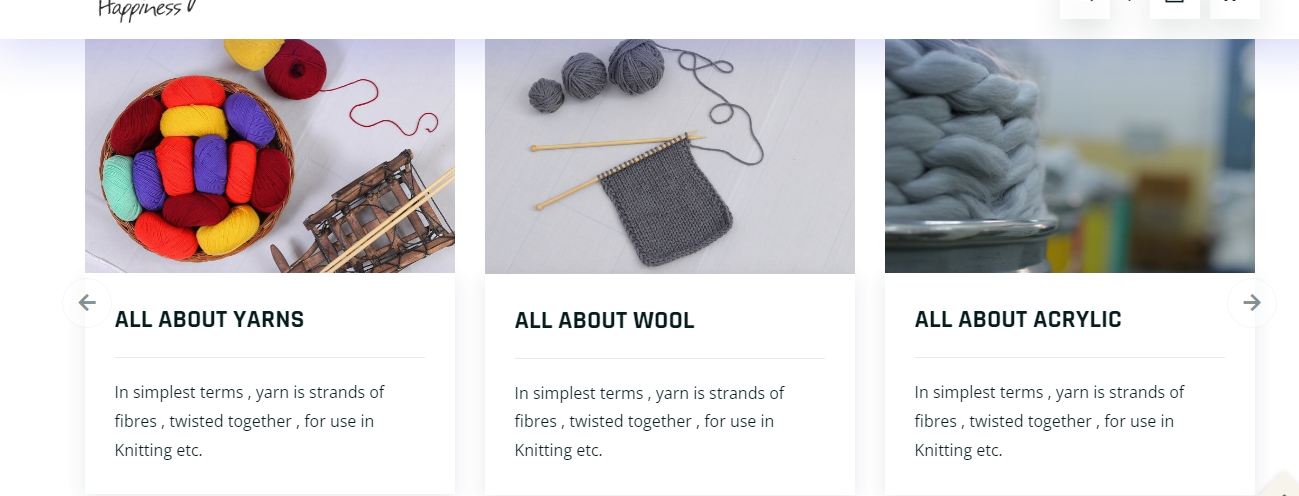 Happiness
ALL ABOUT YARNS
In simplest terms , yarn is strands of
fibres , twisted together , for use in
Knitting etc.
ALL ABOUT WOOL
In simplest terms , yarn is strands of
fibres , twisted together , for use in
Knitting etc.
ALL ABOUT ACRYLIC
In simplest terms , yarn is strands of
fibres , twisted together , for use in
Knitting etc.